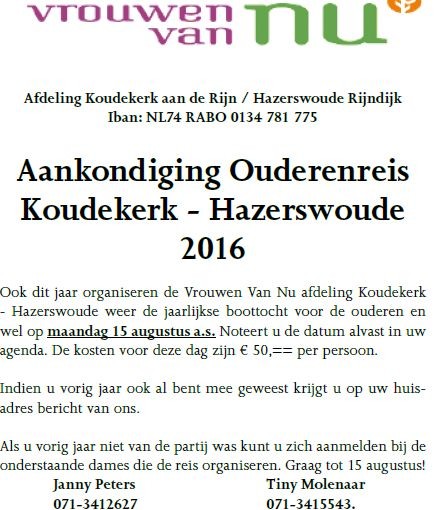 vrouwen
van nu
Afdeling Koudekerk aan de Rijn / Hazerswoude Rijndijk
Iban: NL74 RABO 0134 781 775
Aankondiging Ouderenreis
Koudekerk - Hazerswoude
2016
Ook dit jaar organiseren de Vrouwen Van Nu afdeling Koudekerk
- Hazerswoude weer de jaarlijkse boottocht voor de ouderen en
wel op maandag 15 augustus a.s. Noteert u de datum alvast in uw
agenda. De kosten voor deze dag zijn € 50,== per persoon.
Indien u vorig jaar ook al bent mee geweest krijgt u op uw huis-
adres bericht van ons.
Als u vorig jaar niet van de partij was kunt u zich aanmelden bij de
onderstaande dames die de reis organiseren. Graag tot 15 augustus!
Janny Peters Tiny Molenaar
071-3412627 071-3415543.